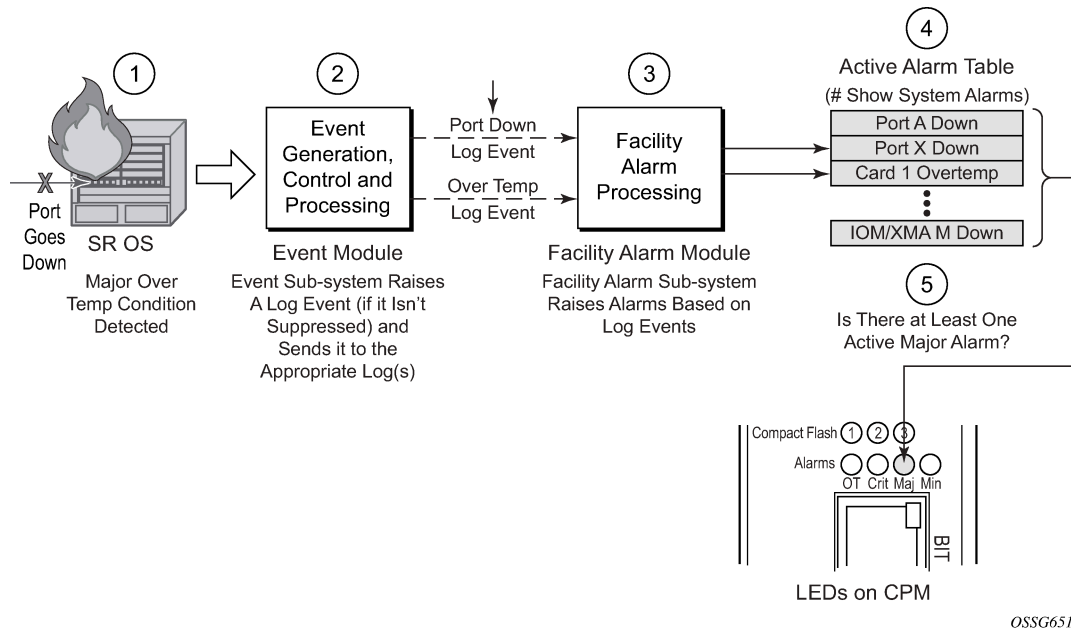 1
Port
Goes
Down
SR OS
Major Over
Temp Condition
Detected
2
Event
Generation,
Control and
Processing
Event Module
Event Sub-system Raises
A Log Event (if it Isn't
Suppressed) and
Sends it to the
Appropriate Log(s)
Port Down
Log Event
Over Temp
Log Event
3
Facility
Alarm
Processing
Facility Alarm Module
Facility Alarm Sub-system
Raises Alarms Based on
Log Events
4
Active Alarm Table
(# Show System Alarms)
Port A Down
Port X Down
Card 1 Overtemp
IOM/XMA M Down
5
Is There at Least One
Active Major Alarm?
Compact Flash 1 2 3
Alarms
OT Crit Maj Min
BIT
LEDs on CPM
OSSG651